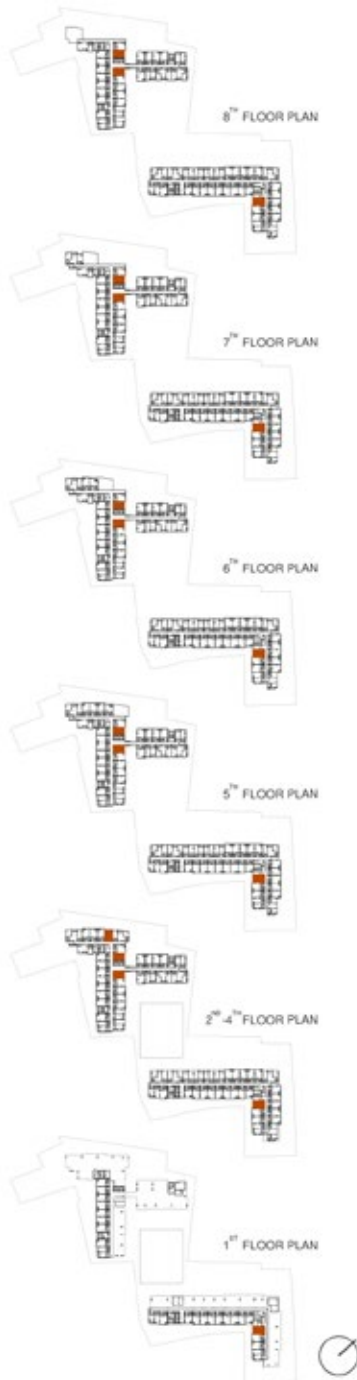 8TH FLOOR PLAN
7TH FLOOR PLAN
6TH FLOOR PLAN
5TH FLOOR PLAN
2ND-4TH FLOOR PLAN
1ST FLOOR PLAN